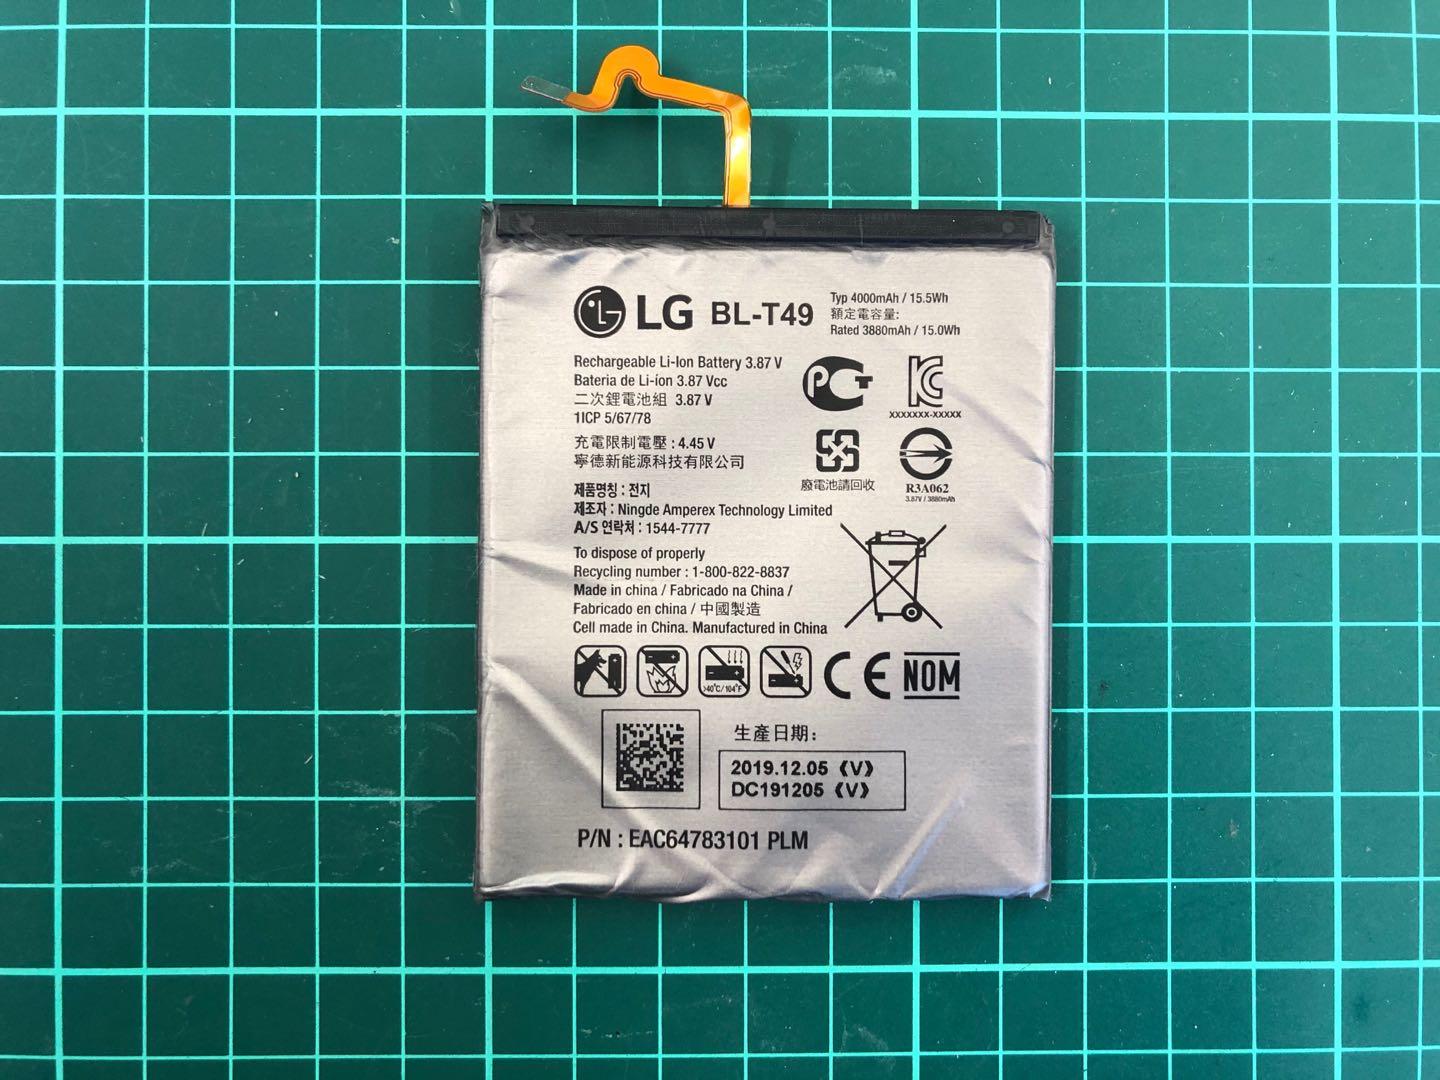 LG BL-T49
Typ 4000mAh / 15.5Wh
額定電容量:
Rated 3880mAh / 15.0Wh
Rechargeable Li-Ion Battery 3.87 V
Bateria de Li-íon 3.87 Vcc
二次鋰電池組 3.87 V
1ICP 5/67/78
充電限制電壓 : 4.45 V
寧德新能源科技有限公司
제품명칭 : 전지
제조자 : Ningde Amperex Technology Limited
A/S 연락처 : 1544-7777
To dispose of properly
Recycling number : 1-800-822-8837
Made in china / Fabricado na China /
Fabricado en china / 中國製造
Cell made in China. Manufactured in China
PCT
KC
XXXXXXX-XXXXX
廢電池請回收
R3A062
3.87V / 3880mAh
>40°C/104°F
CE NOM
生產日期:
2019.12.05 《V》
DC191205 《V》
P/N : EAC64783101 PLM